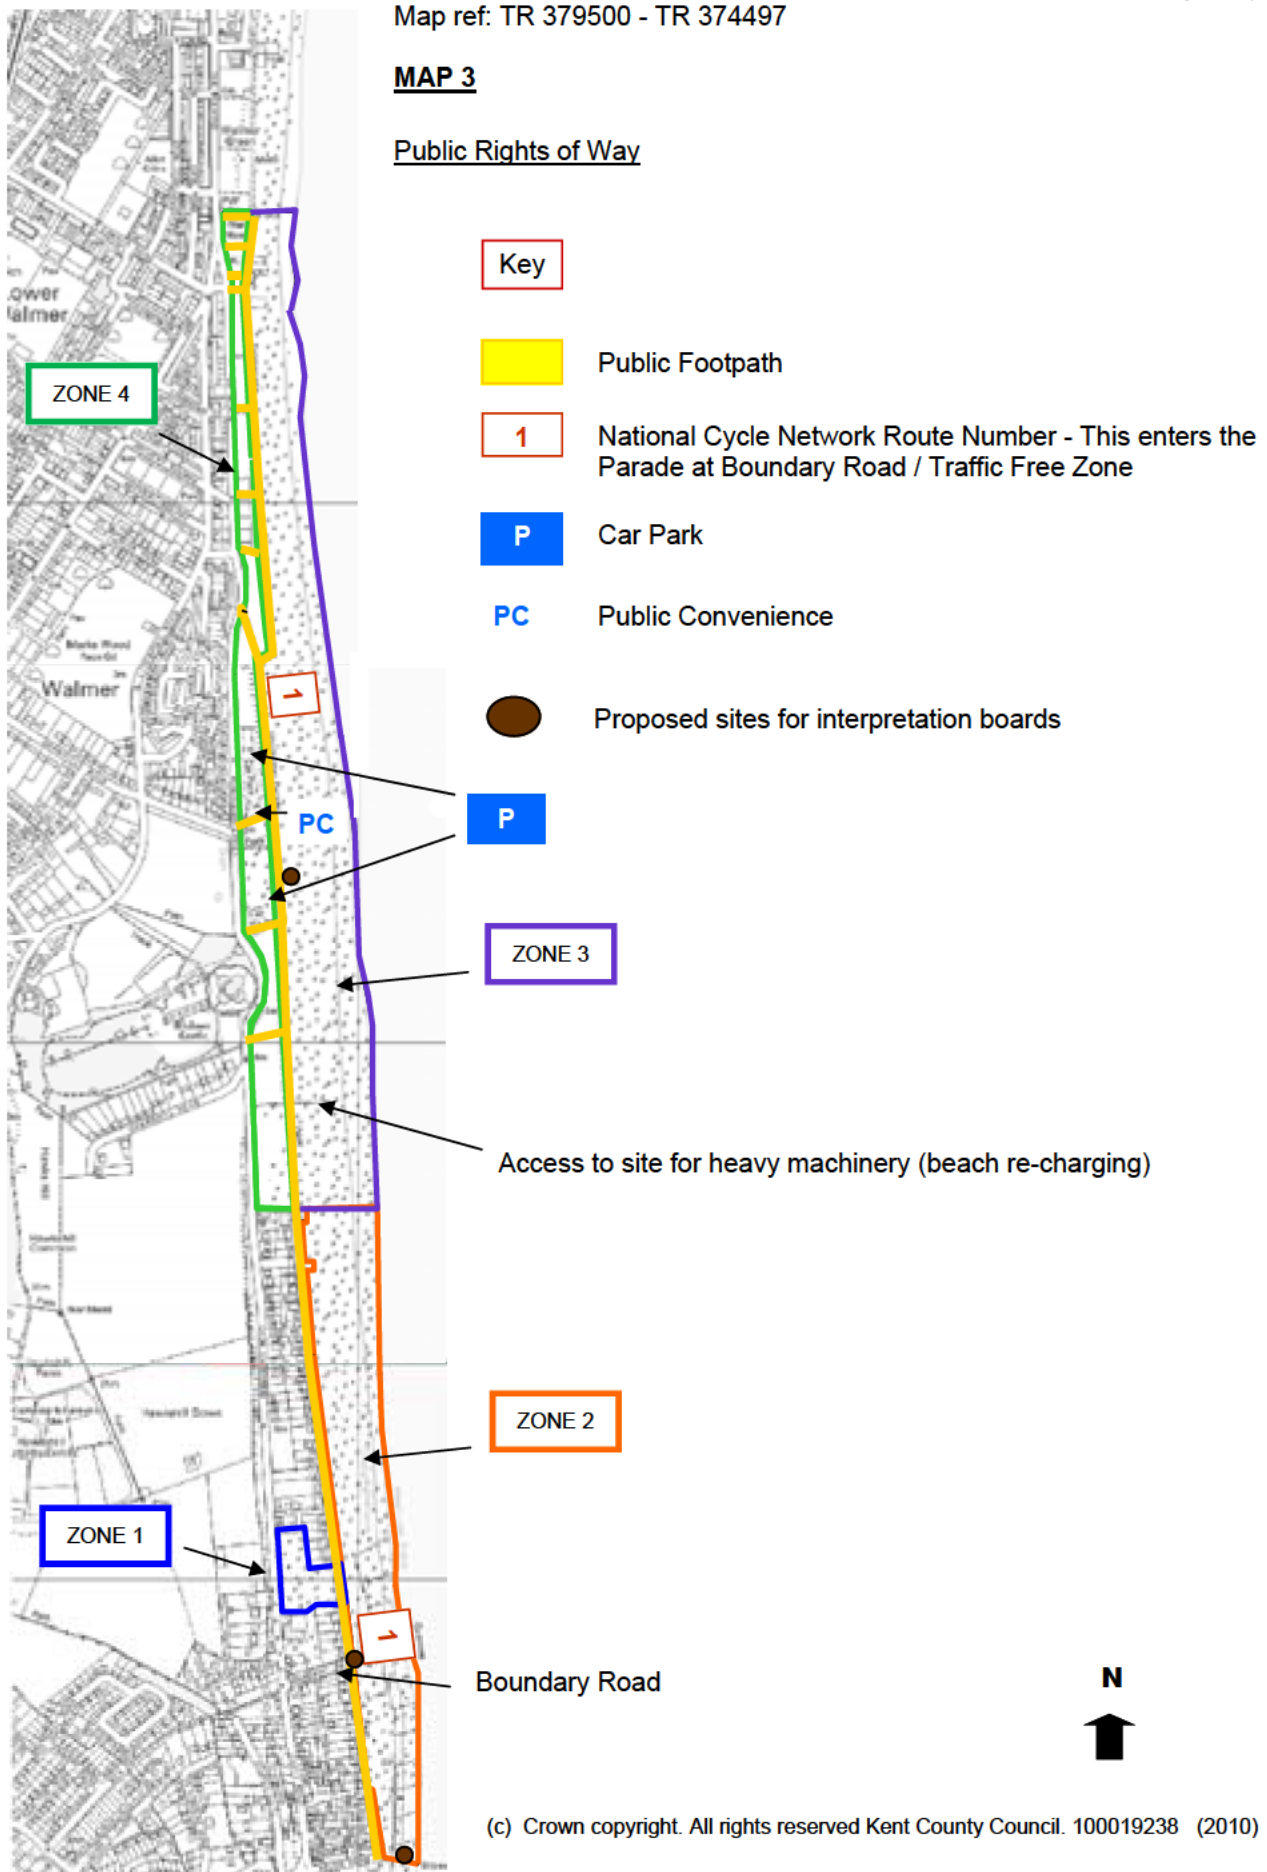 Map ref: TR 379500 - TR 374497
MAP 3
Public Rights of Way
Key
Public Footpath
1
National Cycle Network Route Number - This enters the
Parade at Boundary Road / Traffic Free Zone
P
Car Park
PC
Public Convenience
Proposed sites for interpretation boards
ZONE 4
Walmer
1
PC
P
ZONE 3
Access to site for heavy machinery (beach re-charging)
ZONE 2
ZONE 1
1
Boundary Road
N
(c) Crown copyright. All rights reserved Kent County Council. 100019238 (2010)